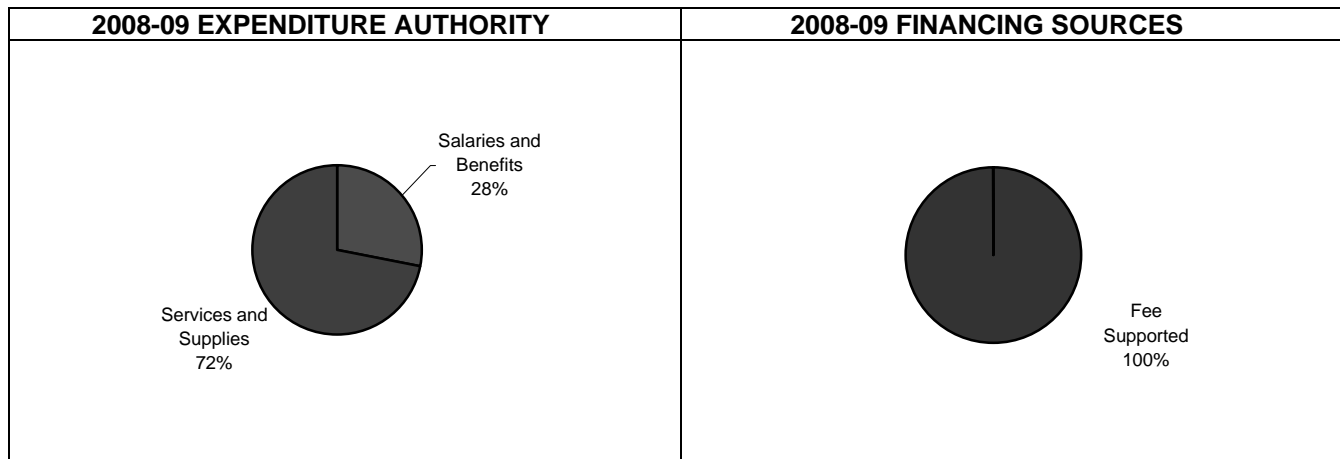 2008-09 EXPENDITURE AUTHORITY
2008-09 FINANCING SOURCES
Salaries and
Benefits
28%
Services and
Supplies
72%
Fee
Supported
100%